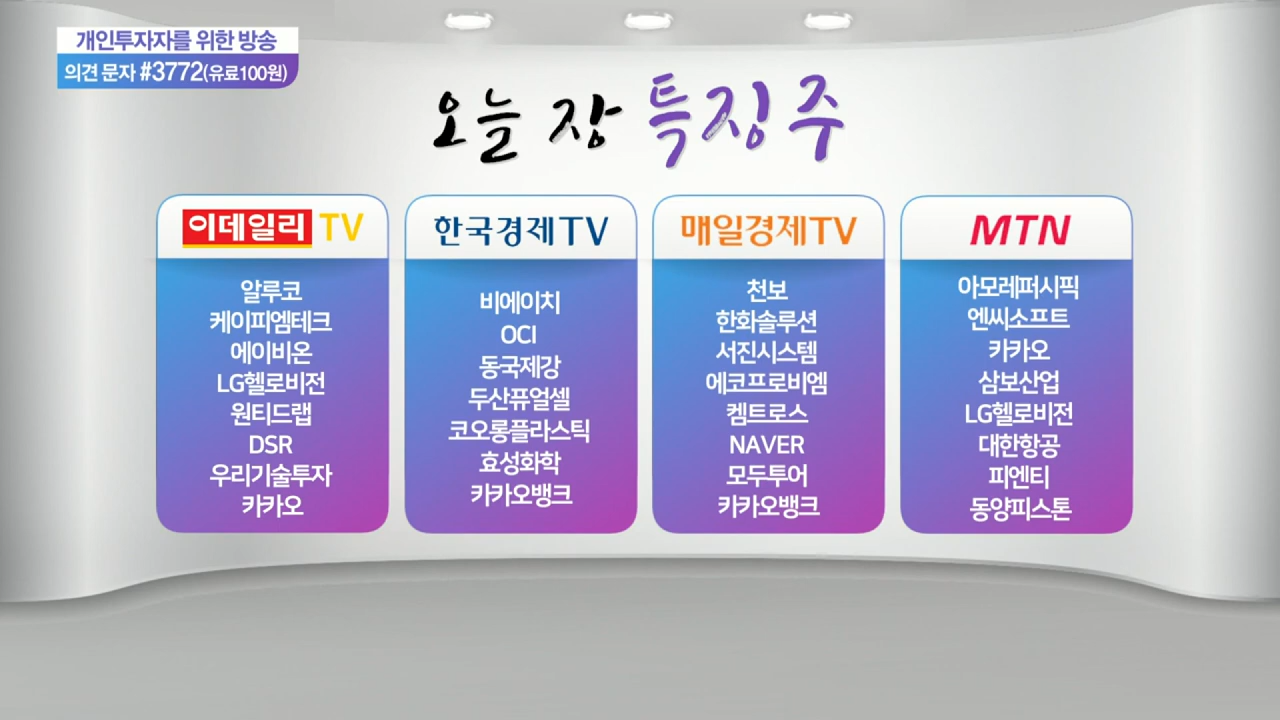 개인투자자를 위한 방송
의견 문자 #3772(유료100원)
오늘 장 특징주
이데일리 TV
알루코
케이피엠테크
에이비온
LG헬로비전
원티드랩
DSR
우리기술투자
카카오
한국경제TV
비에이치
OCI
동국제강
두산퓨얼셀
코오롱플라스틱
효성화학
카카오뱅크
매일경제TV
천보
한화솔루션
서진시스템
에코프로비엠
켐트로스
NAVER
모두투어
카카오뱅크
MTN
아모레퍼시픽
엔씨소프트
카카오
삼보산업
LG헬로비전
대한항공
피엔티
동양피스톤